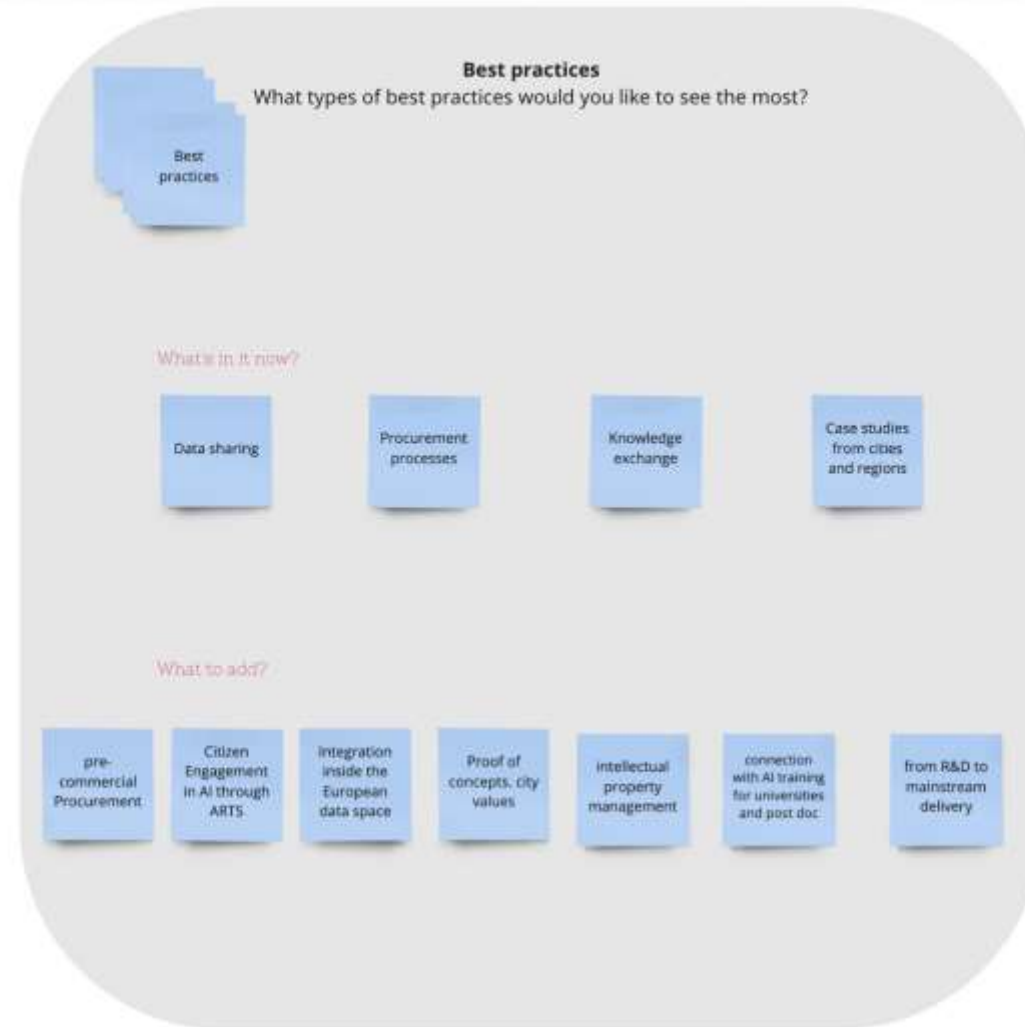 Best practices
What types of best practices would you like to see the most?
Best
practices
What's in it now?
Data sharing
Procurement
processes
Knowledge
exchange
Case studies
from cities
and regions
What to add?
pre-
commercial
Procurement
Citizen
Engagement
in AI through
ARTS
Integration
inside the
European
data space
Proof of
concepts, city
values
intellectual
property
management
connection
with AI training
for universities
and post doc
from R&D to
mainstream
delivery